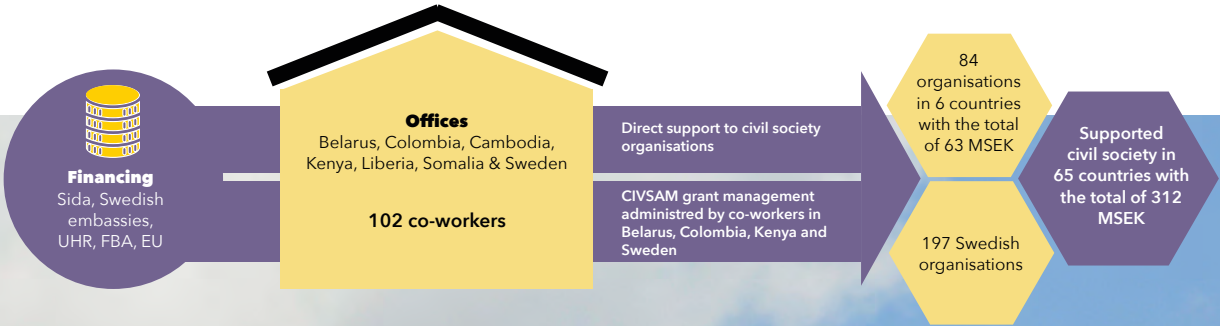 Financing
Sida, Swedish
embassies,
UHR, FBA, EU
Offices
Belarus, Colombia, Cambodia,
Kenya, Liberia, Somalia & Sweden
102 co-workers
Direct support to civil society
organisations
CIVSAM grant management
administred by co-workers in
Belarus, Colombia, Kenya and
Sweden
84
organisations
in 6 countries
with the total
of 63 MSEK
197 Swedish
organisations
Supported
civil society in
65 countries with
the total of 312
MSEK